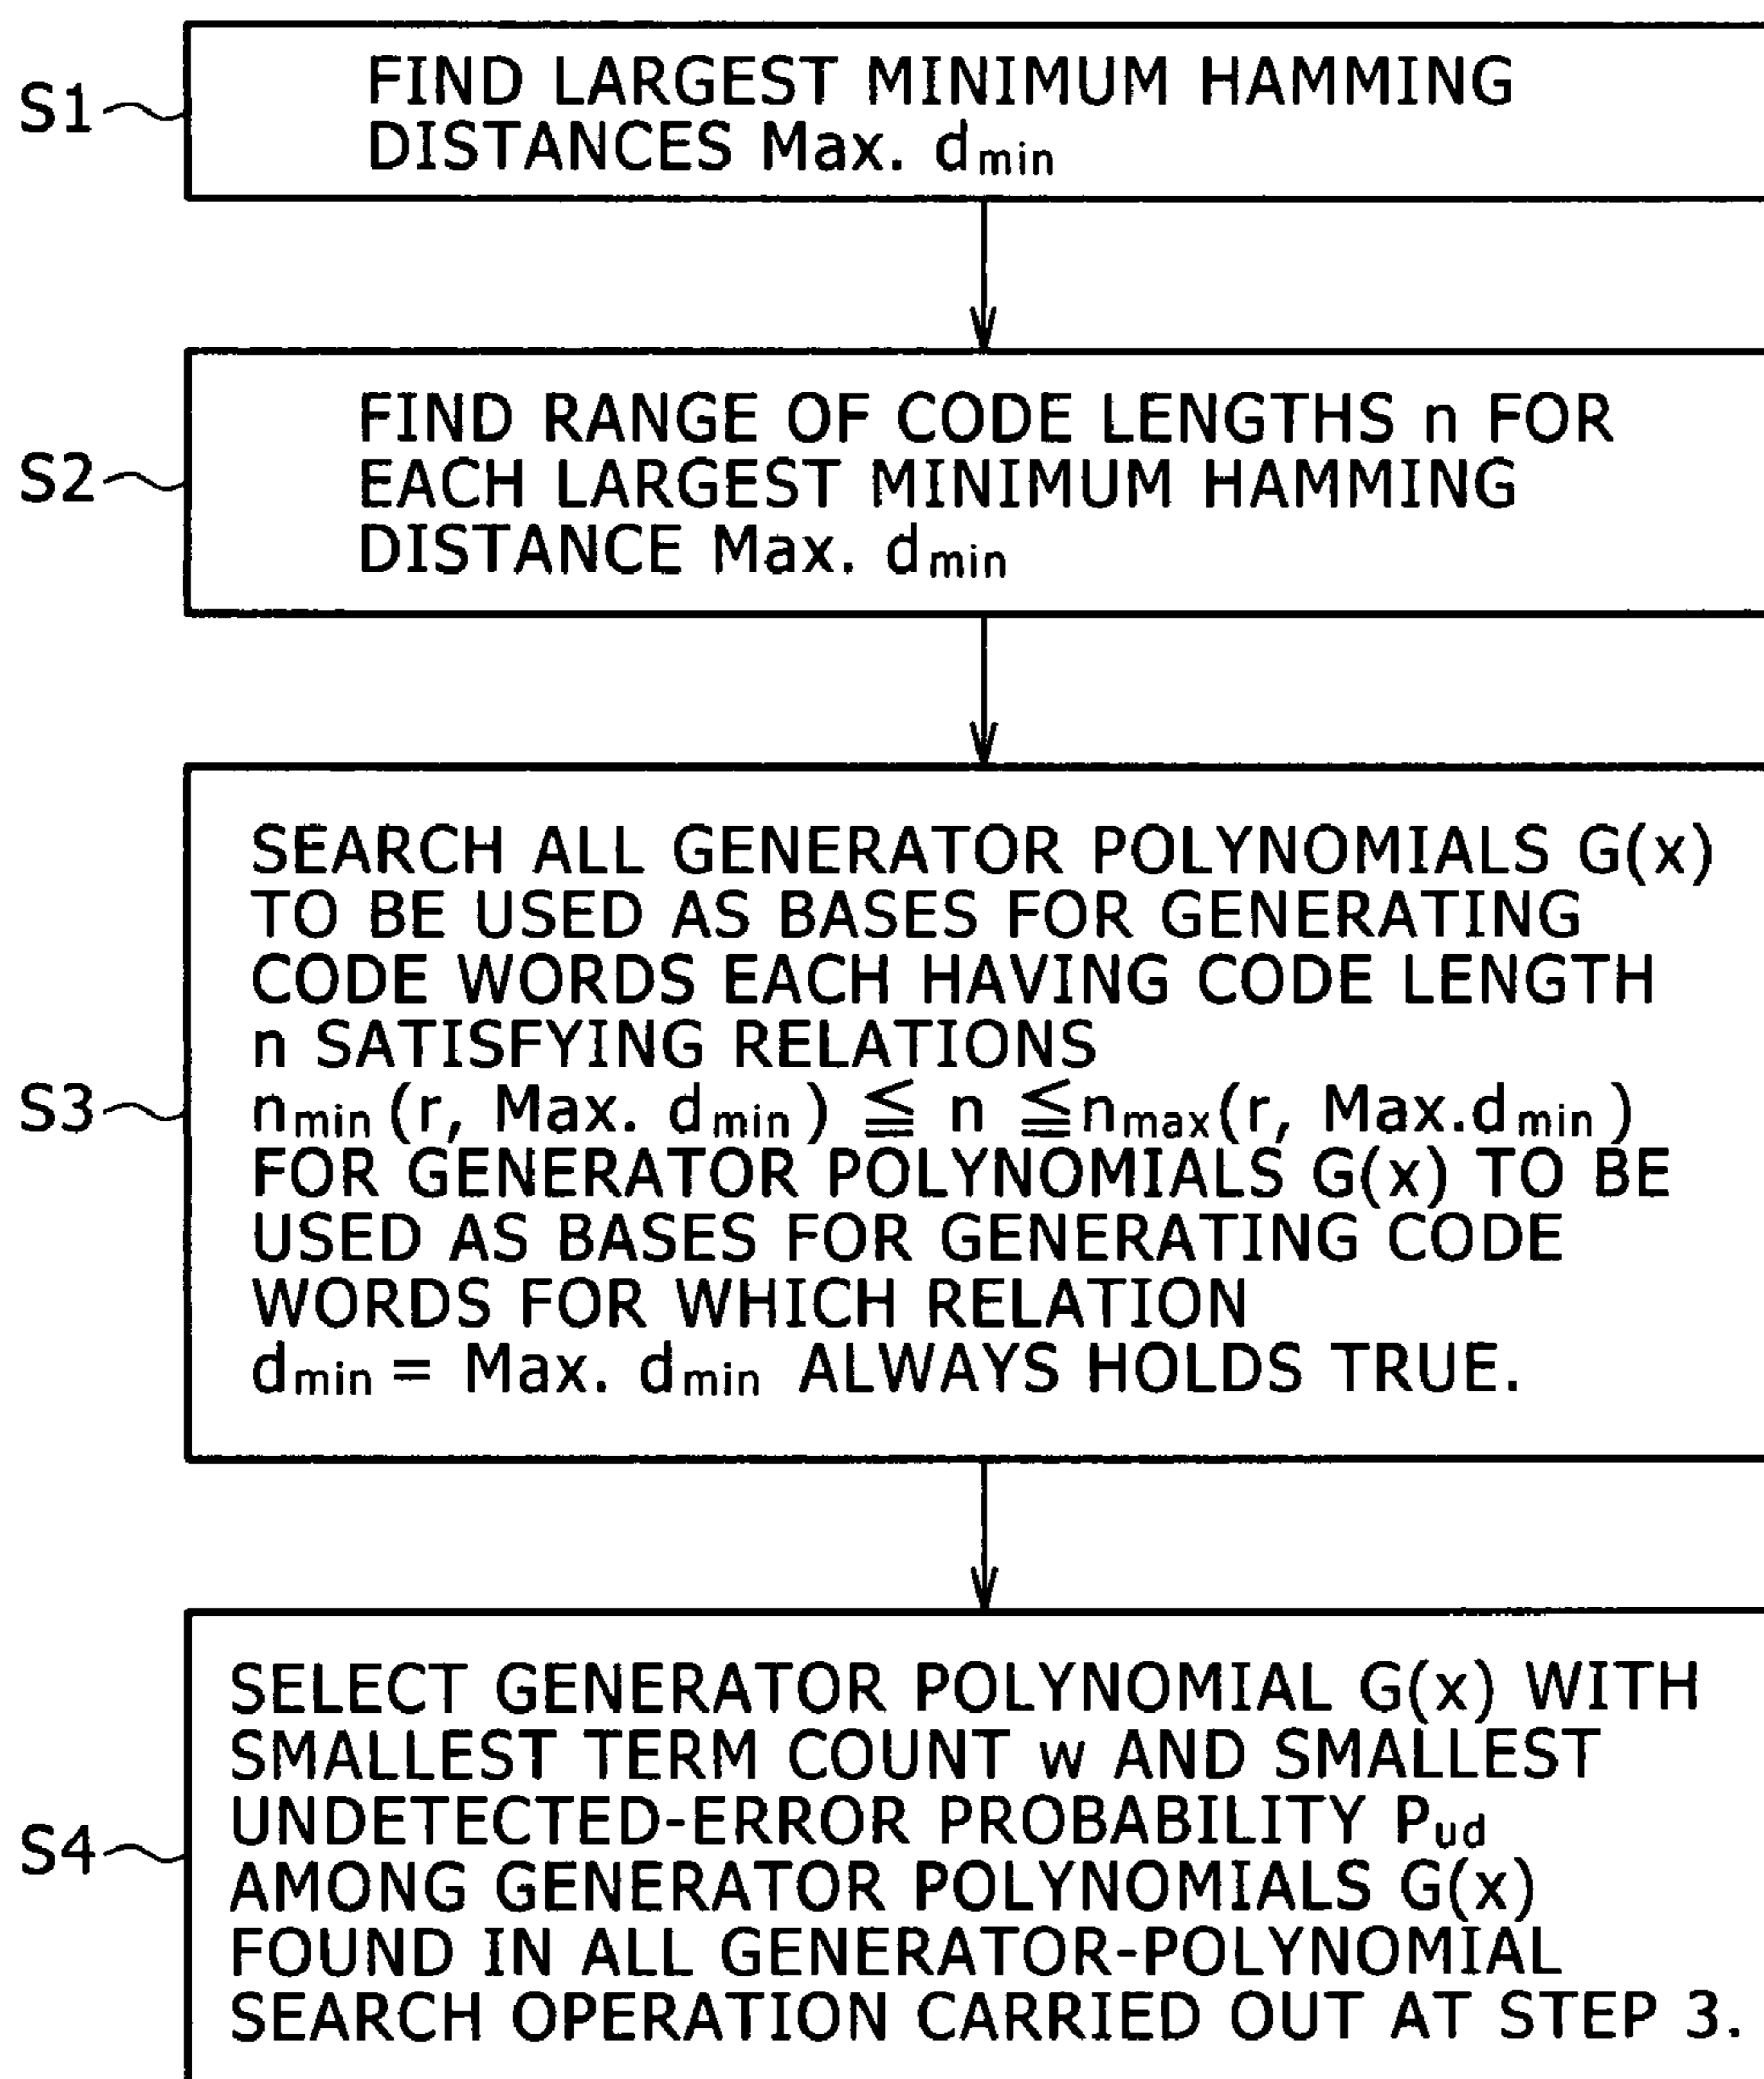 S1
FIND LARGEST MINIMUM HAMMING
DISTANCES Max. dmin
S2
FIND RANGE OF CODE LENGTHS n FOR
EACH LARGEST MINIMUM HAMMING
DISTANCE Max. dmin
S3
SEARCH ALL GENERATOR POLYNOMIALS G(x)
TO BE USED AS BASES FOR GENERATING
CODE WORDS EACH HAVING CODE LENGTH
n SATISFYING RELATIONS
nmin (r, Max. dmin) ≦ n ≦nmax(r, Max.dmin)
FOR GENERATOR POLYNOMIALS G(x) TO BE
USED AS BASES FOR GENERATING CODE
WORDS FOR WHICH RELATION
dmin = Max. dmin ALWAYS HOLDS TRUE.
S4
SELECT GENERATOR POLYNOMIAL G(x) WITH
SMALLEST TERM COUNT w AND SMALLEST
UNDETECTED-ERROR PROBABILITY Pud
AMONG GENERATOR POLYNOMIALS G(x)
FOUND IN ALL GENERATOR-POLYNOMIAL
SEARCH OPERATION CARRIED OUT AT STEP 3.